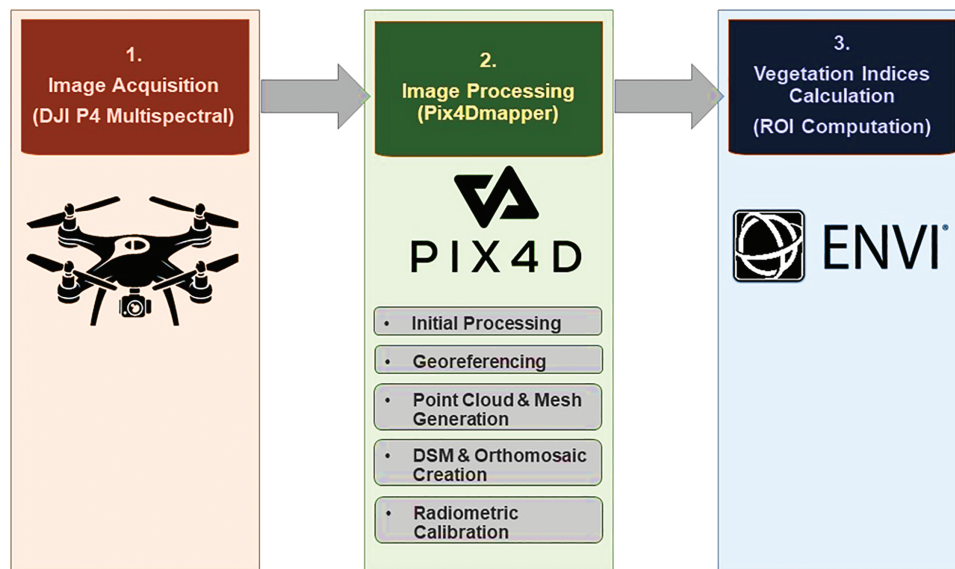 1.
Image Acquisition
(DJI P4 Multispectral)
2.
Image Processing
(Pix4Dmapper)
PIX4D
• Initial Processing
• Georeferencing
• Point Cloud & Mesh
Generation
• DSM & Orthomosaic
Creation
• Radiometric
Calibration
3.
Vegetation Indices
Calculation
(ROI Computation)
ENVI®